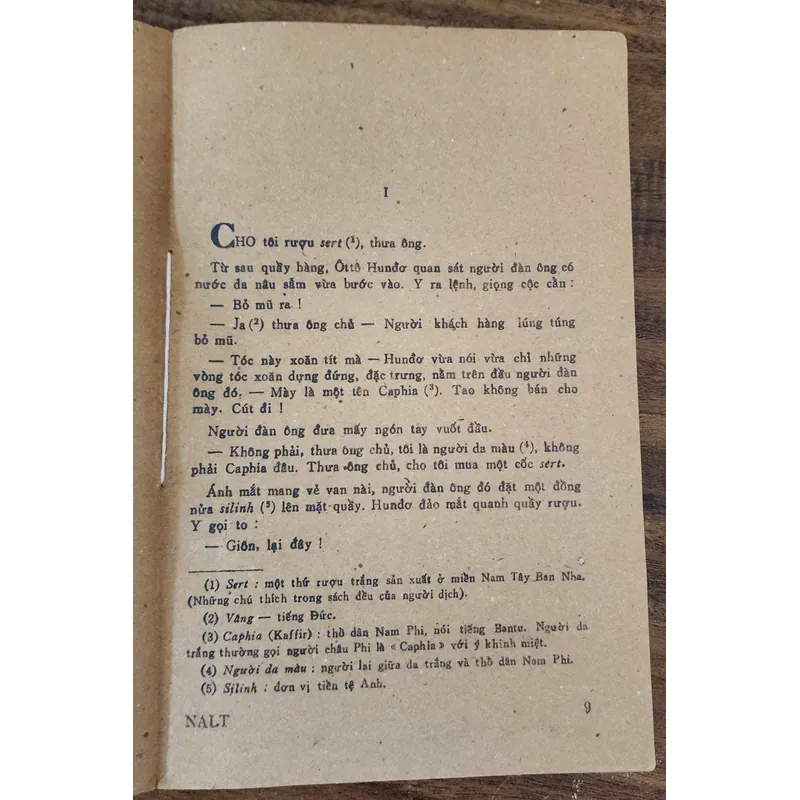 I
CHO tôi rượu sert (¹), thưa ông.
Từ sau quầy hàng, Ôttô Hunđơ quan sát người đàn ông có
nước da nâu sẫm vừa bước vào. Y ra lệnh, giọng cộc cằn :
— Bỏ mũ ra !
— Ja (²) thưa ông chủ — Người khách hàng lúng túng
bỏ mũ.
— Tóc này xoăn tít mà — Hunđơ vừa nói vừa chỉ những
vòng tóc xoăn dựng đứng, đặc trưng, nằm trên đầu người đàn
ông đó. — Mày là một tên Caphia (³). Tao không bán cho
mày. Cút đi !
Người đàn ông đưa mấy ngón tay vuốt đầu.
— Không phải, thưa ông chủ, tôi là người da màu (⁴), không
phải Caphia đâu. Thưa ông chủ, cho tôi mua một cốc sert.
Ánh mắt mang vẻ van nài, người đàn ông đó đặt một đồng
nửa silinh (⁵) lên mặt quầy. Hunđơ đảo mắt quanh quầy rượu.
Y gọi to :
— Giôn, lại đây !
(1) Sert : một thứ rượu trắng sản xuất ở miền Nam Tây Ban Nha.
(Những chú thích trong sách đều của người dịch).
(2) Vâng — tiếng Đức.
(3) Caphia (Kaffir) : thổ dân Nam Phi, nói tiếng Bantu. Người da
trắng thường gọi người châu Phi là « Caphia » với ý khinh miệt.
(4) Người da màu : người lai giữa da trắng và thổ dân Nam Phi.
(5) Silinh : đơn vị tiền tệ Anh.
NALT
9